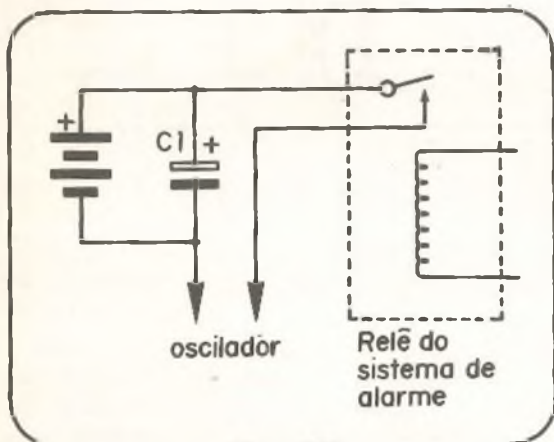 +
C1 +
oscilador
Relê do
sistema de
alarme